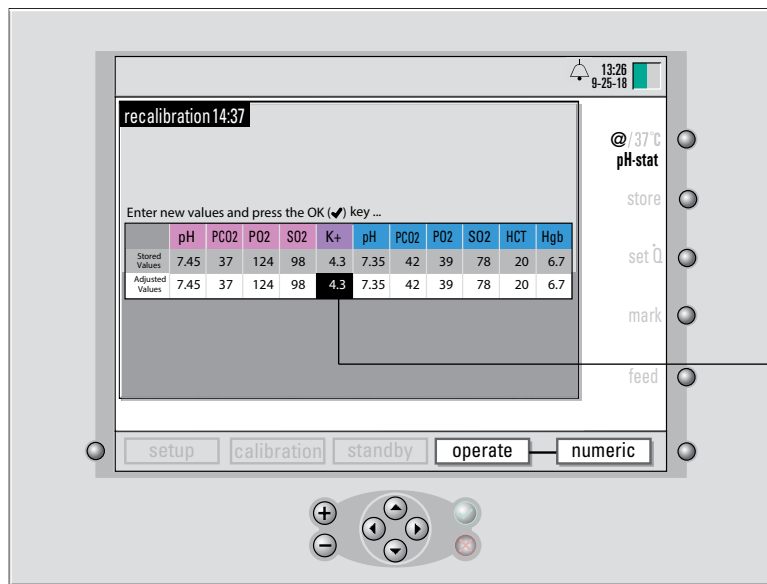 13:26
9-25-18
recalibration 14:37
@/37°C
pH-stat
store
Enter new values and press the OK (✔) key ...
pH PCO2 PO2 SO2 K+ pH PCO2 PO2 SO2 HCT Hgb
Stored Values 7.45 37 124 98 4.3 7.35 42 39 78 20 6.7
Adjusted Values 7.45 37 124 98 4.3 7.35 42 39 78 20 6.7
set Q̇
mark
feed
setup calibration standby operate numeric